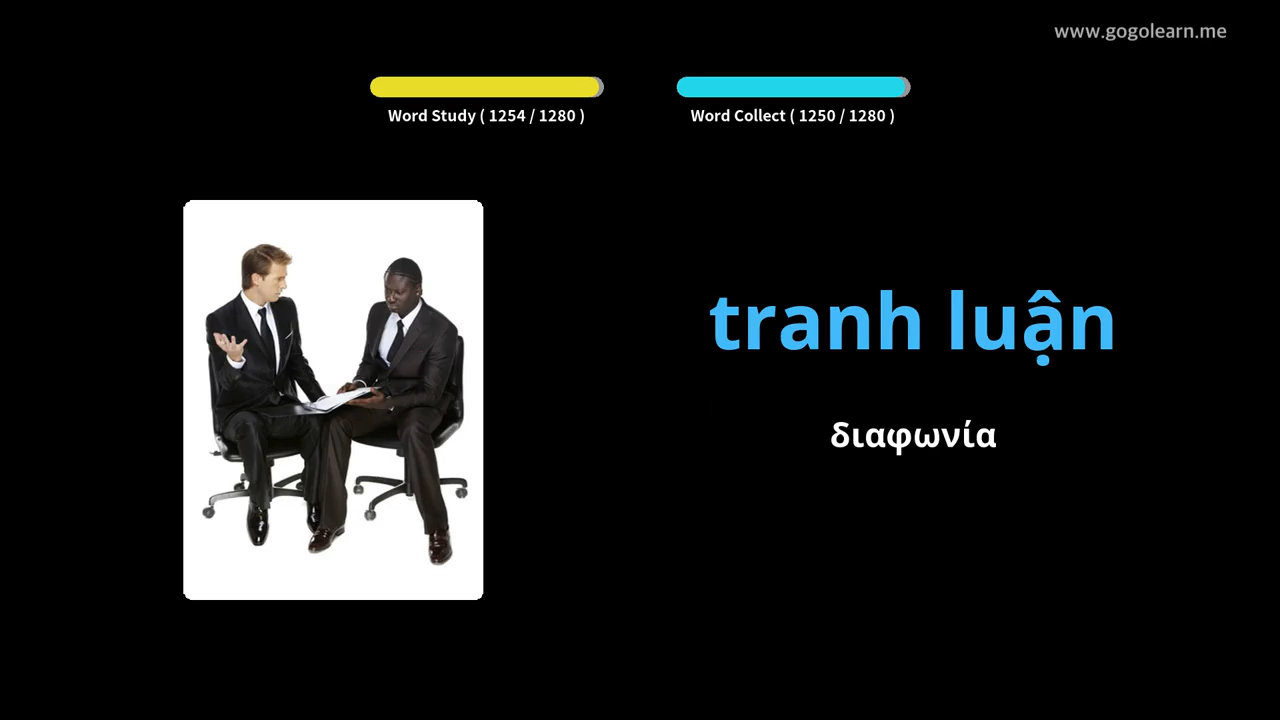 www.gogolearn.me
Word Study ( 1254 / 1280 )
Word Collect ( 1250 / 1280 )
tranh luận
διαφωνία